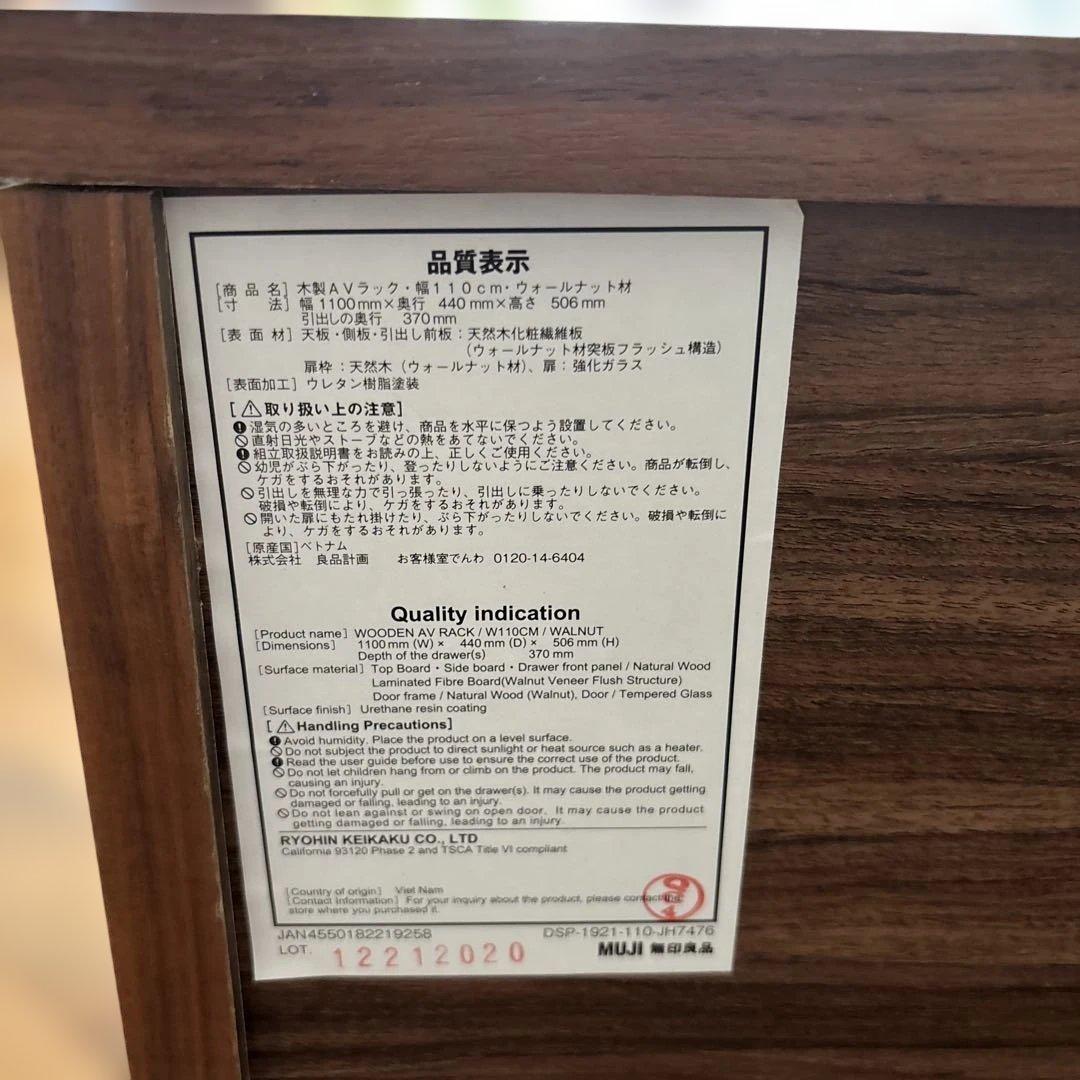 品質表示
[商品名] 木製AVラック・幅110cm・ウォールナット材
[寸 法] 幅1100mm×奥行 440mm×高さ 506mm
引出しの奥行 370mm
[表面材] 天板・側板・引出し前板：天然木化粧繊維板
（ウォールナット材突板フラッシュ構造）
扉枠：天然木（ウォールナット材）、扉：強化ガラス
[表面加工] ウレタン樹脂塗装
[⚠取り扱い上の注意]
湿気の多いところを避け、商品を水平に保つよう設置してください。
直射日光やストーブなどの熱をあてないでください。
組立取扱説明書をお読みの上、正しくご使用ください。
幼児がぶら下がったり、登ったりしないようにご注意ください。商品が転倒し、
ケガをするおそれがあります。
引出しを無理な力で引っ張ったり、引出しに乗ったりしないでください。
破損や転倒により、ケガをするおそれがあります。
開いた扉にもたれ掛けたり、ぶら下がったりしないでください。破損や転倒に
より、ケガをするおそれがあります。
[原産国]ベトナム
株式会社 良品計画 お客様室でんわ 0120-14-6404
Quality indication
[Product name] WOODEN AV RACK / W110CM / WALNUT
[Dimensions] 1100mm (W) × 440mm (D) × 506mm (H)
Depth of the drawer(s) 370 mm
[Surface material] Top Board・Side board・Drawer front panel / Natural Wood
Laminated Fibre Board(Walnut Veneer Flush Structure)
Door frame / Natural Wood (Walnut), Door / Tempered Glass
[Surface finish] Urethane resin coating
[⚠Handling Precautions]
Avoid humidity. Place the product on a level surface.
Do not subject the product to direct sunlight or heat source such as a heater.
Read the user guide before use to ensure the correct use of the product.
Do not let children hang from or climb on the product. The product may fall,
causing an injury.
Do not forcefully pull or get on the drawer(s). It may cause the product getting
damaged or falling, leading to an injury.
Do not lean against or swing on open door. It may cause the product
getting damaged or falling, leading to an injury.
RYOHIN KEIKAKU CO., LTD
California 93120 Phase 2 and TSCA Title VI compliant
[Country of origin] Viet Nam
[Contact Information] For your inquiry about the product, please contact the
store where you purchased it.
JAN4550182219258 DSP-1921-110-JH7476
LOT. 12212020 MUJI 無印良品